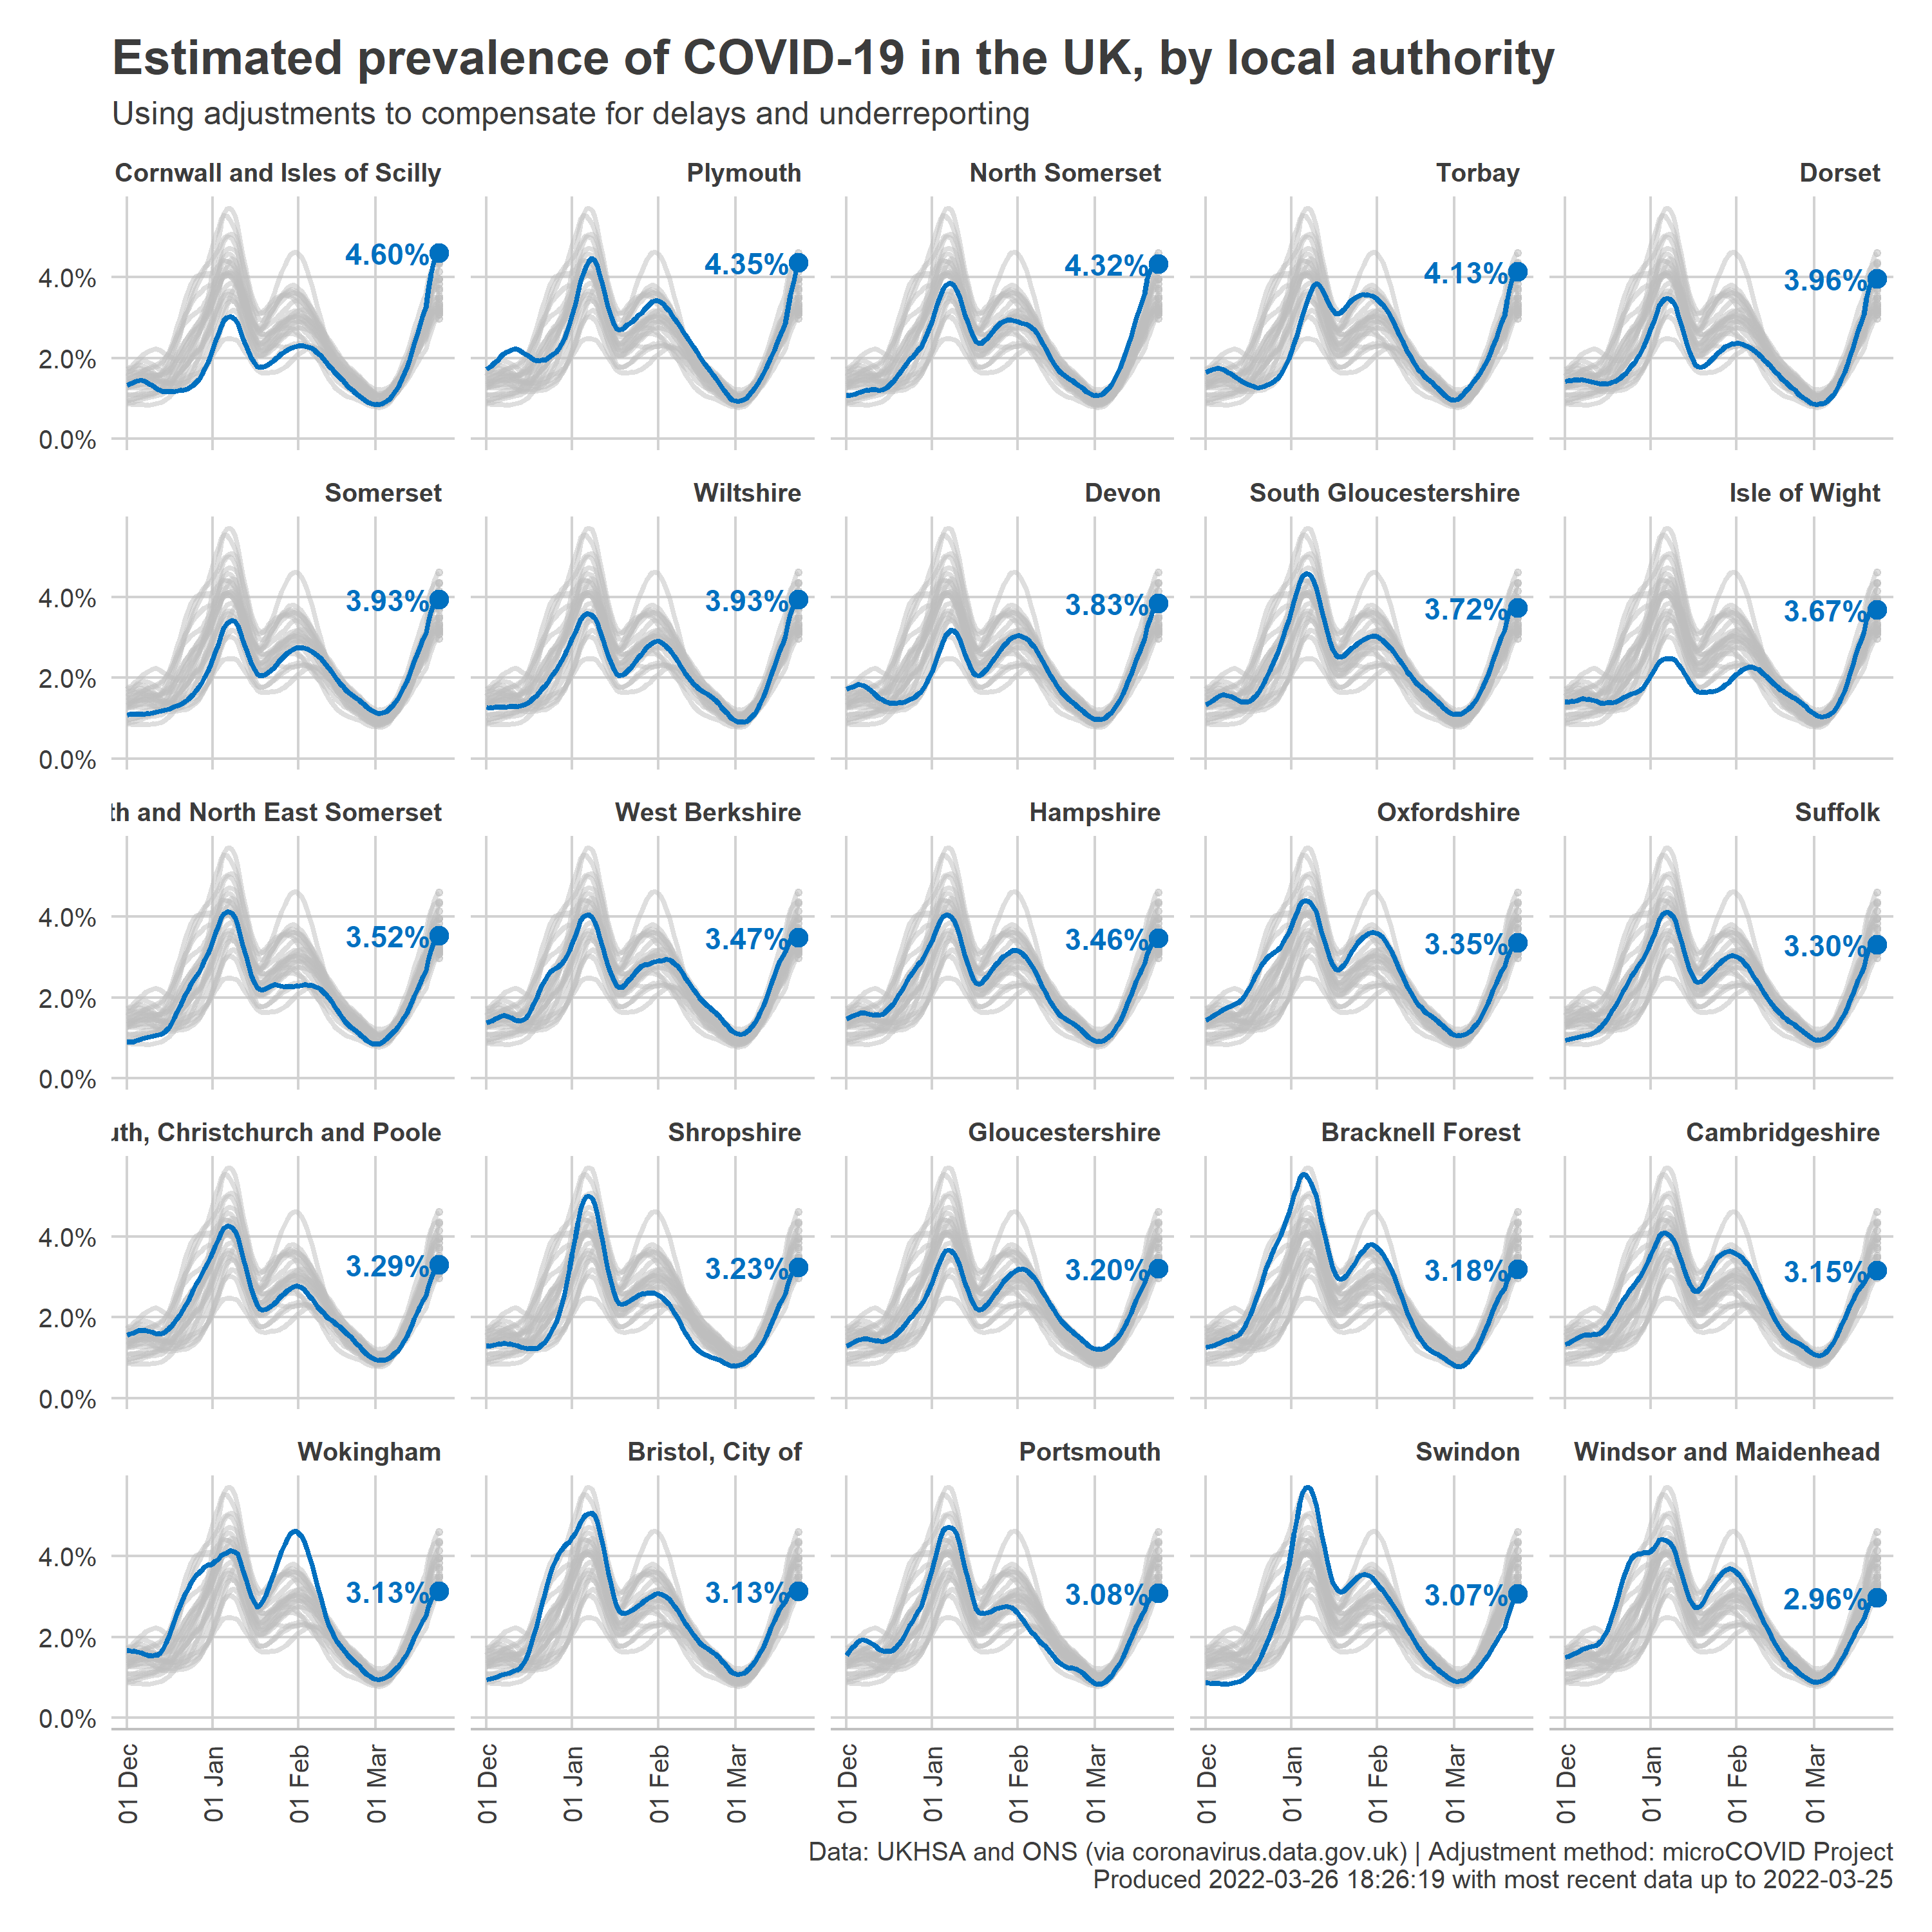 Estimated prevalence of COVID-19 in the UK, by local authority
Using adjustments to compensate for delays and underreporting
Cornwall and Isles of Scilly Plymouth North Somerset Torbay Dorset
4.60% 4.35% 4.32% 4.13% 3.96%
4.0%
2.0%
0.0%
Somerset Wiltshire Devon South Gloucestershire Isle of Wight
3.93% 3.93% 3.83% 3.72% 3.67%
4.0%
2.0%
0.0%
th and North East Somerset West Berkshire Hampshire Oxfordshire Suffolk
4.0%
3.52% 3.47% 3.46% 3.35% 3.30%
2.0%
0.0%
uth, Christchurch and Poole Shropshire Gloucestershire Bracknell Forest Cambridgeshire
4.0%
3.29% 3.23% 3.20% 3.18% 3.15%
2.0%
0.0%
Wokingham Bristol, City of Portsmouth Swindon Windsor and Maidenhead
4.0%
3.13% 3.13% 3.08% 3.07% 2.96%
2.0%
0.0%
01 Dec 01 Jan 01 Feb 01 Mar 01 Dec 01 Jan 01 Feb 01 Mar 01 Dec 01 Jan 01 Feb 01 Mar 01 Dec 01 Jan 01 Feb 01 Mar 01 Dec 01 Jan 01 Feb 01 Mar
Data: UKHSA and ONS (via coronavirus.data.gov.uk) | Adjustment method: microCOVID Project
Produced 2022-03-26 18:26:19 with most recent data up to 2022-03-25